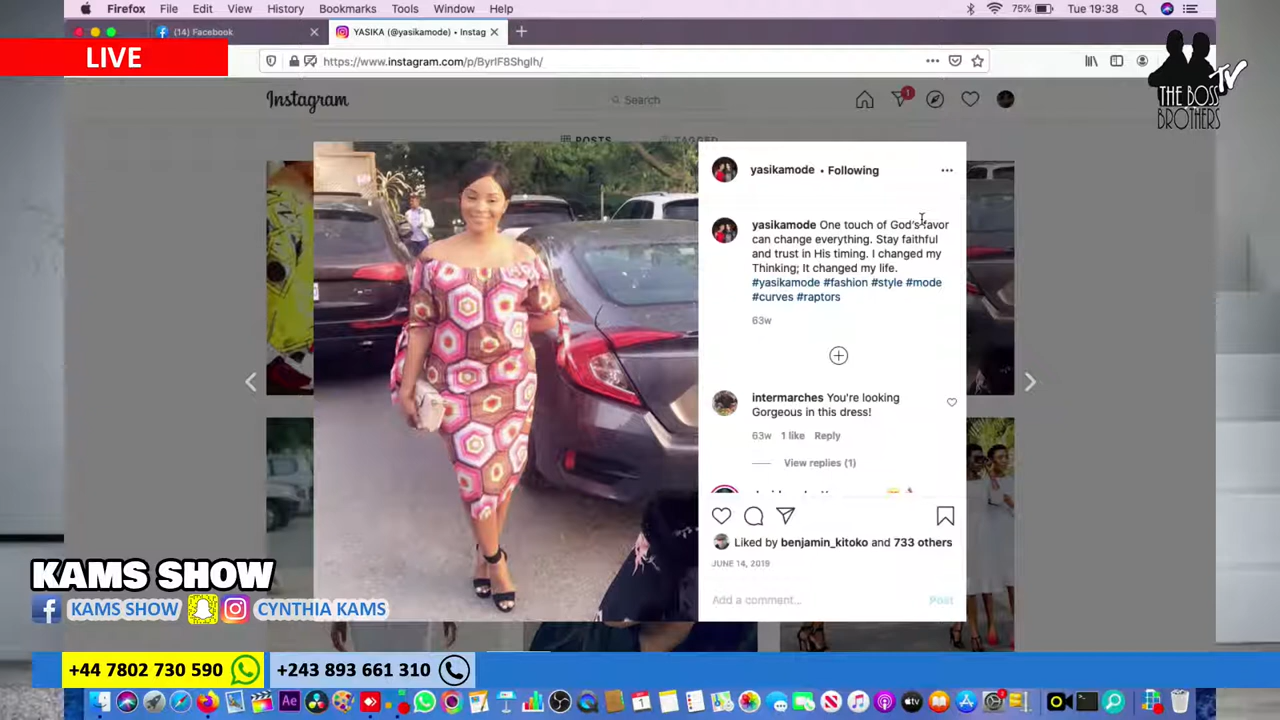 Firefox File Edit View History Bookmarks Tools Window Help
75% Tue 19:38
(14) Facebook
YASIKA (@yasikamode) • Instag
LIVE
https://www.instagram.com/p/ByrIF8ShgIh/
TV
THE BOSS
BROTHERS
Instagram
Search
1
POSTS
TAGGED
yasikamode • Following
yasikamode One touch of God's favor
can change everything. Stay faithful
and trust in His timing. I changed my
Thinking; It changed my life.
#yasikamode #fashion #style #mode
#curves #raptors
63w
intermarches You're looking
Gorgeous in this dress!
63w 1 like Reply
View replies (1)
Liked by benjamin_kitoko and 733 others
JUNE 14, 2019
Add a comment... Post
KAMS SHOW
KAMS SHOW
CYNTHIA KAMS
+44 7802 730 590
+243 893 661 310